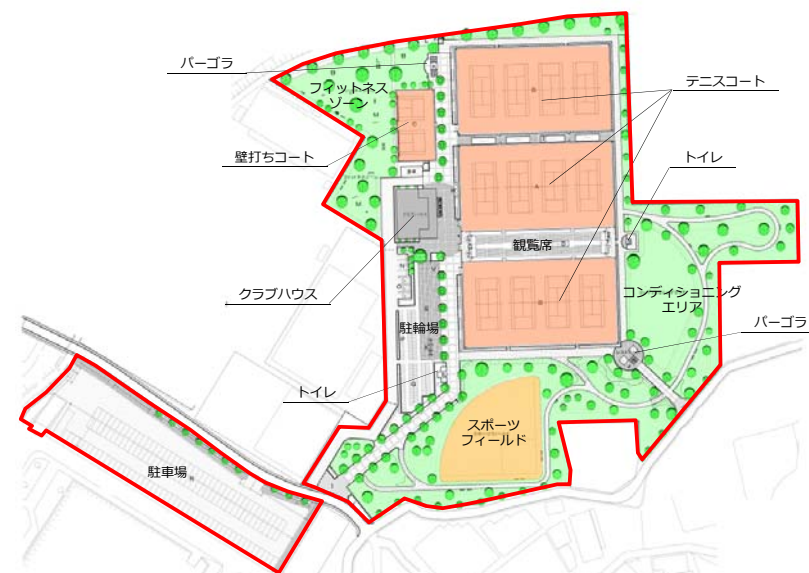 パーゴラ
フィットネス
ゾーン
テニスコート
壁打ちコート
トイレ
観覧席
クラブハウス
コンディショニング
エリア
駐輪場
パーゴラ
トイレ
スポーツ
フィールド
駐車場